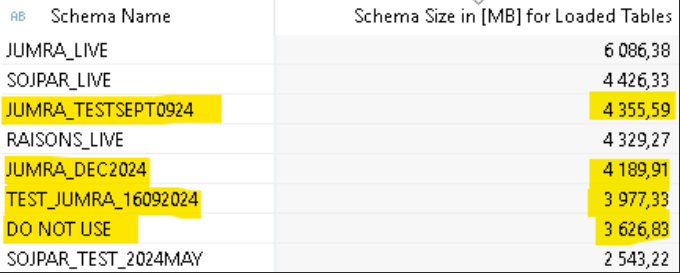 AB Schema Name Schema Size in [MB] for Loaded Tables
JUMRA_LIVE 6 086,38
SOJPAR_LIVE 4 426,33
JUMRA_TESTSEPT0924 4 355,59
RAISONS_LIVE 4 329,27
JUMRA_DEC2024 4 189,91
TEST_JUMRA_16092024 3 977,33
DO NOT USE 3 626,83
SOJPAR_TEST_2024MAY 2 543,22